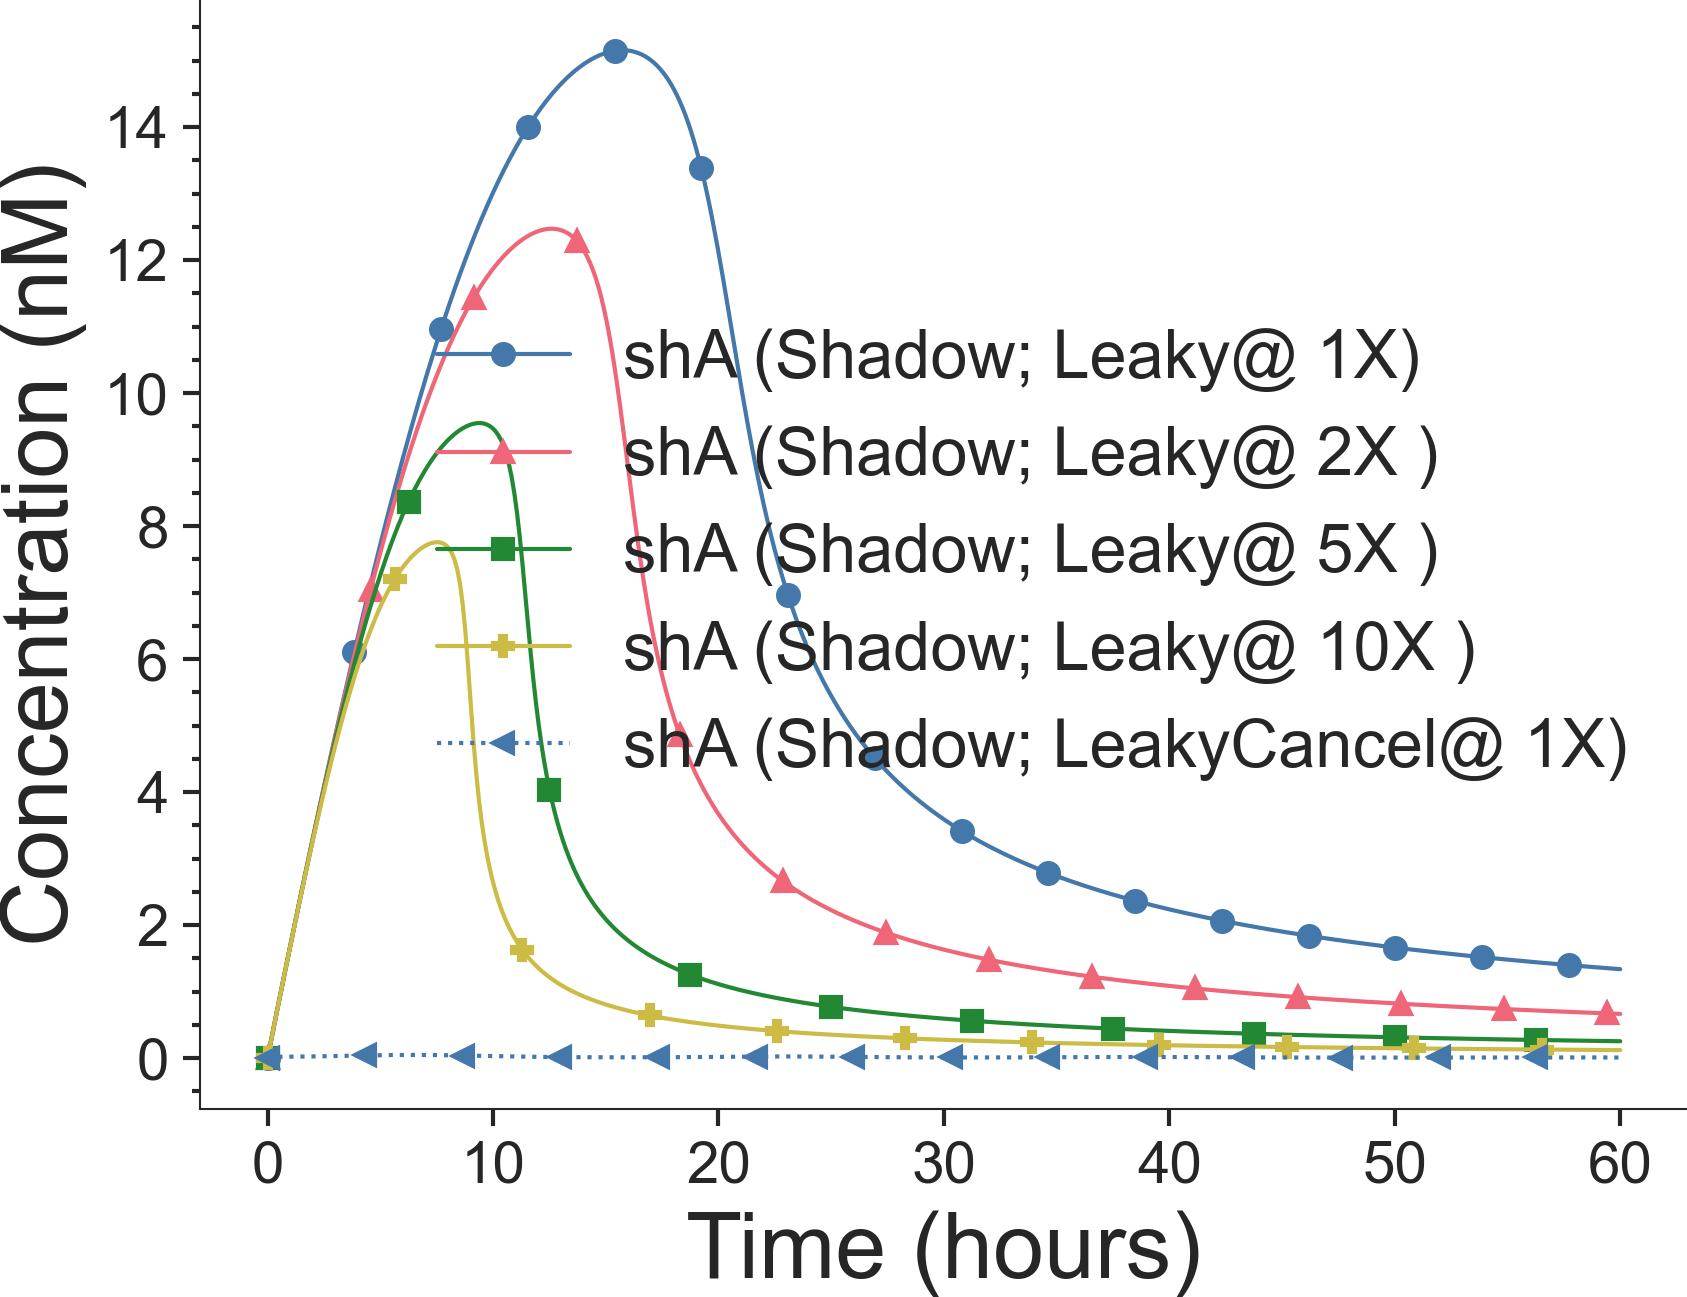 Concentration (nM)
14
12
10
8
6
4
2
0
shA (Shadow; Leaky@ 1X)
shA (Shadow; Leaky@ 2X )
shA (Shadow; Leaky@ 5X )
shA (Shadow; Leaky@ 10X )
shA (Shadow; LeakyCancel@ 1X)
0 10 20 30 40 50 60
Time (hours)